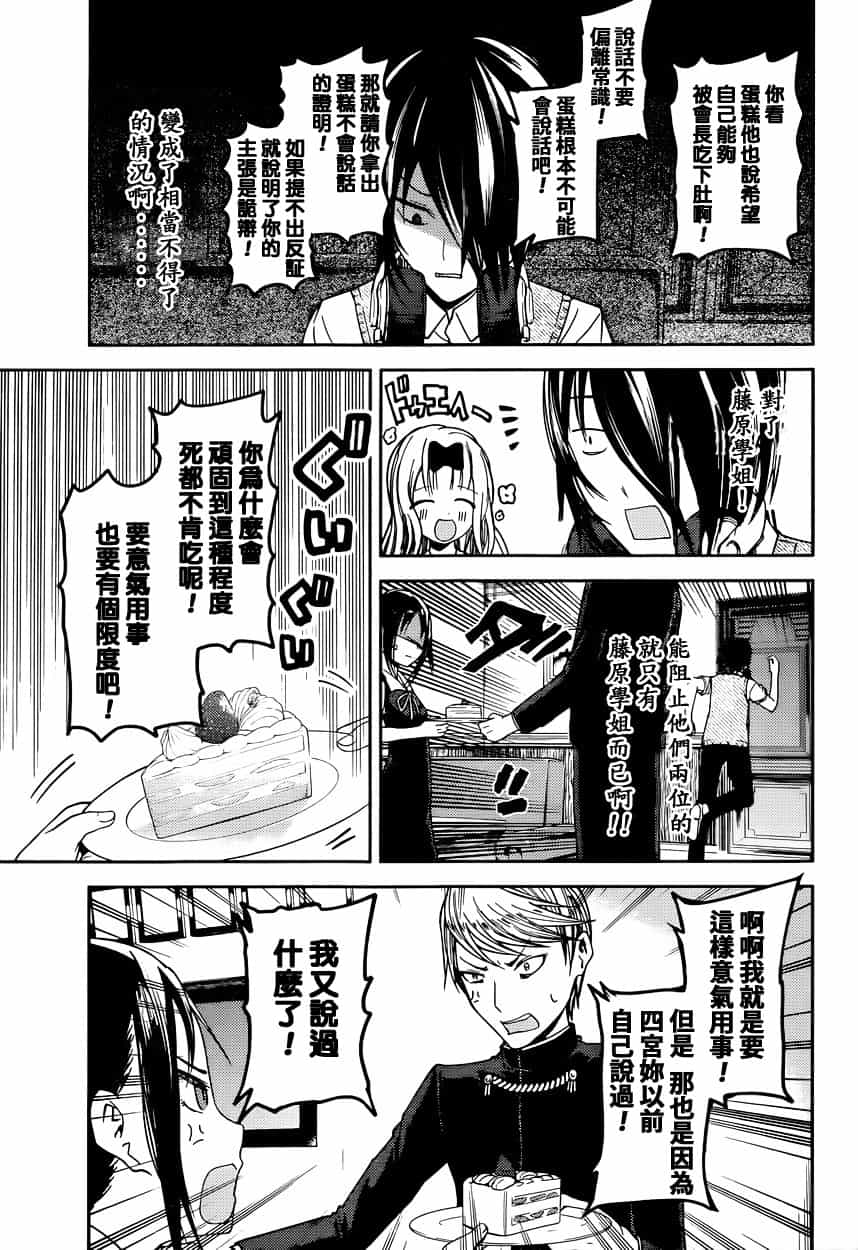 你看
蛋糕他也說希望
自己能夠
被會長吃下肚啊！
說話不要
偏離常識！
蛋糕根本不可能
會說話吧！
那就請你拿出
蛋糕不會說話
的證明！
如果提不出反証
就說明了你的
主張是詭辯！
變成了相當不得了
的情況啊……
對了
藤原學姐！
ドゥエイー
能阻止他們兩位的
就只有
藤原學姐而已啊!!
ダッ
你為什麼會
頑固到這種程度
死都不肯吃呢！
要意氣用事
也要有個限度吧！
啊啊我就是要
這樣意氣用事！
但是 那也是因為
四宮妳以前
自己說過！
我又說過
什麼了！